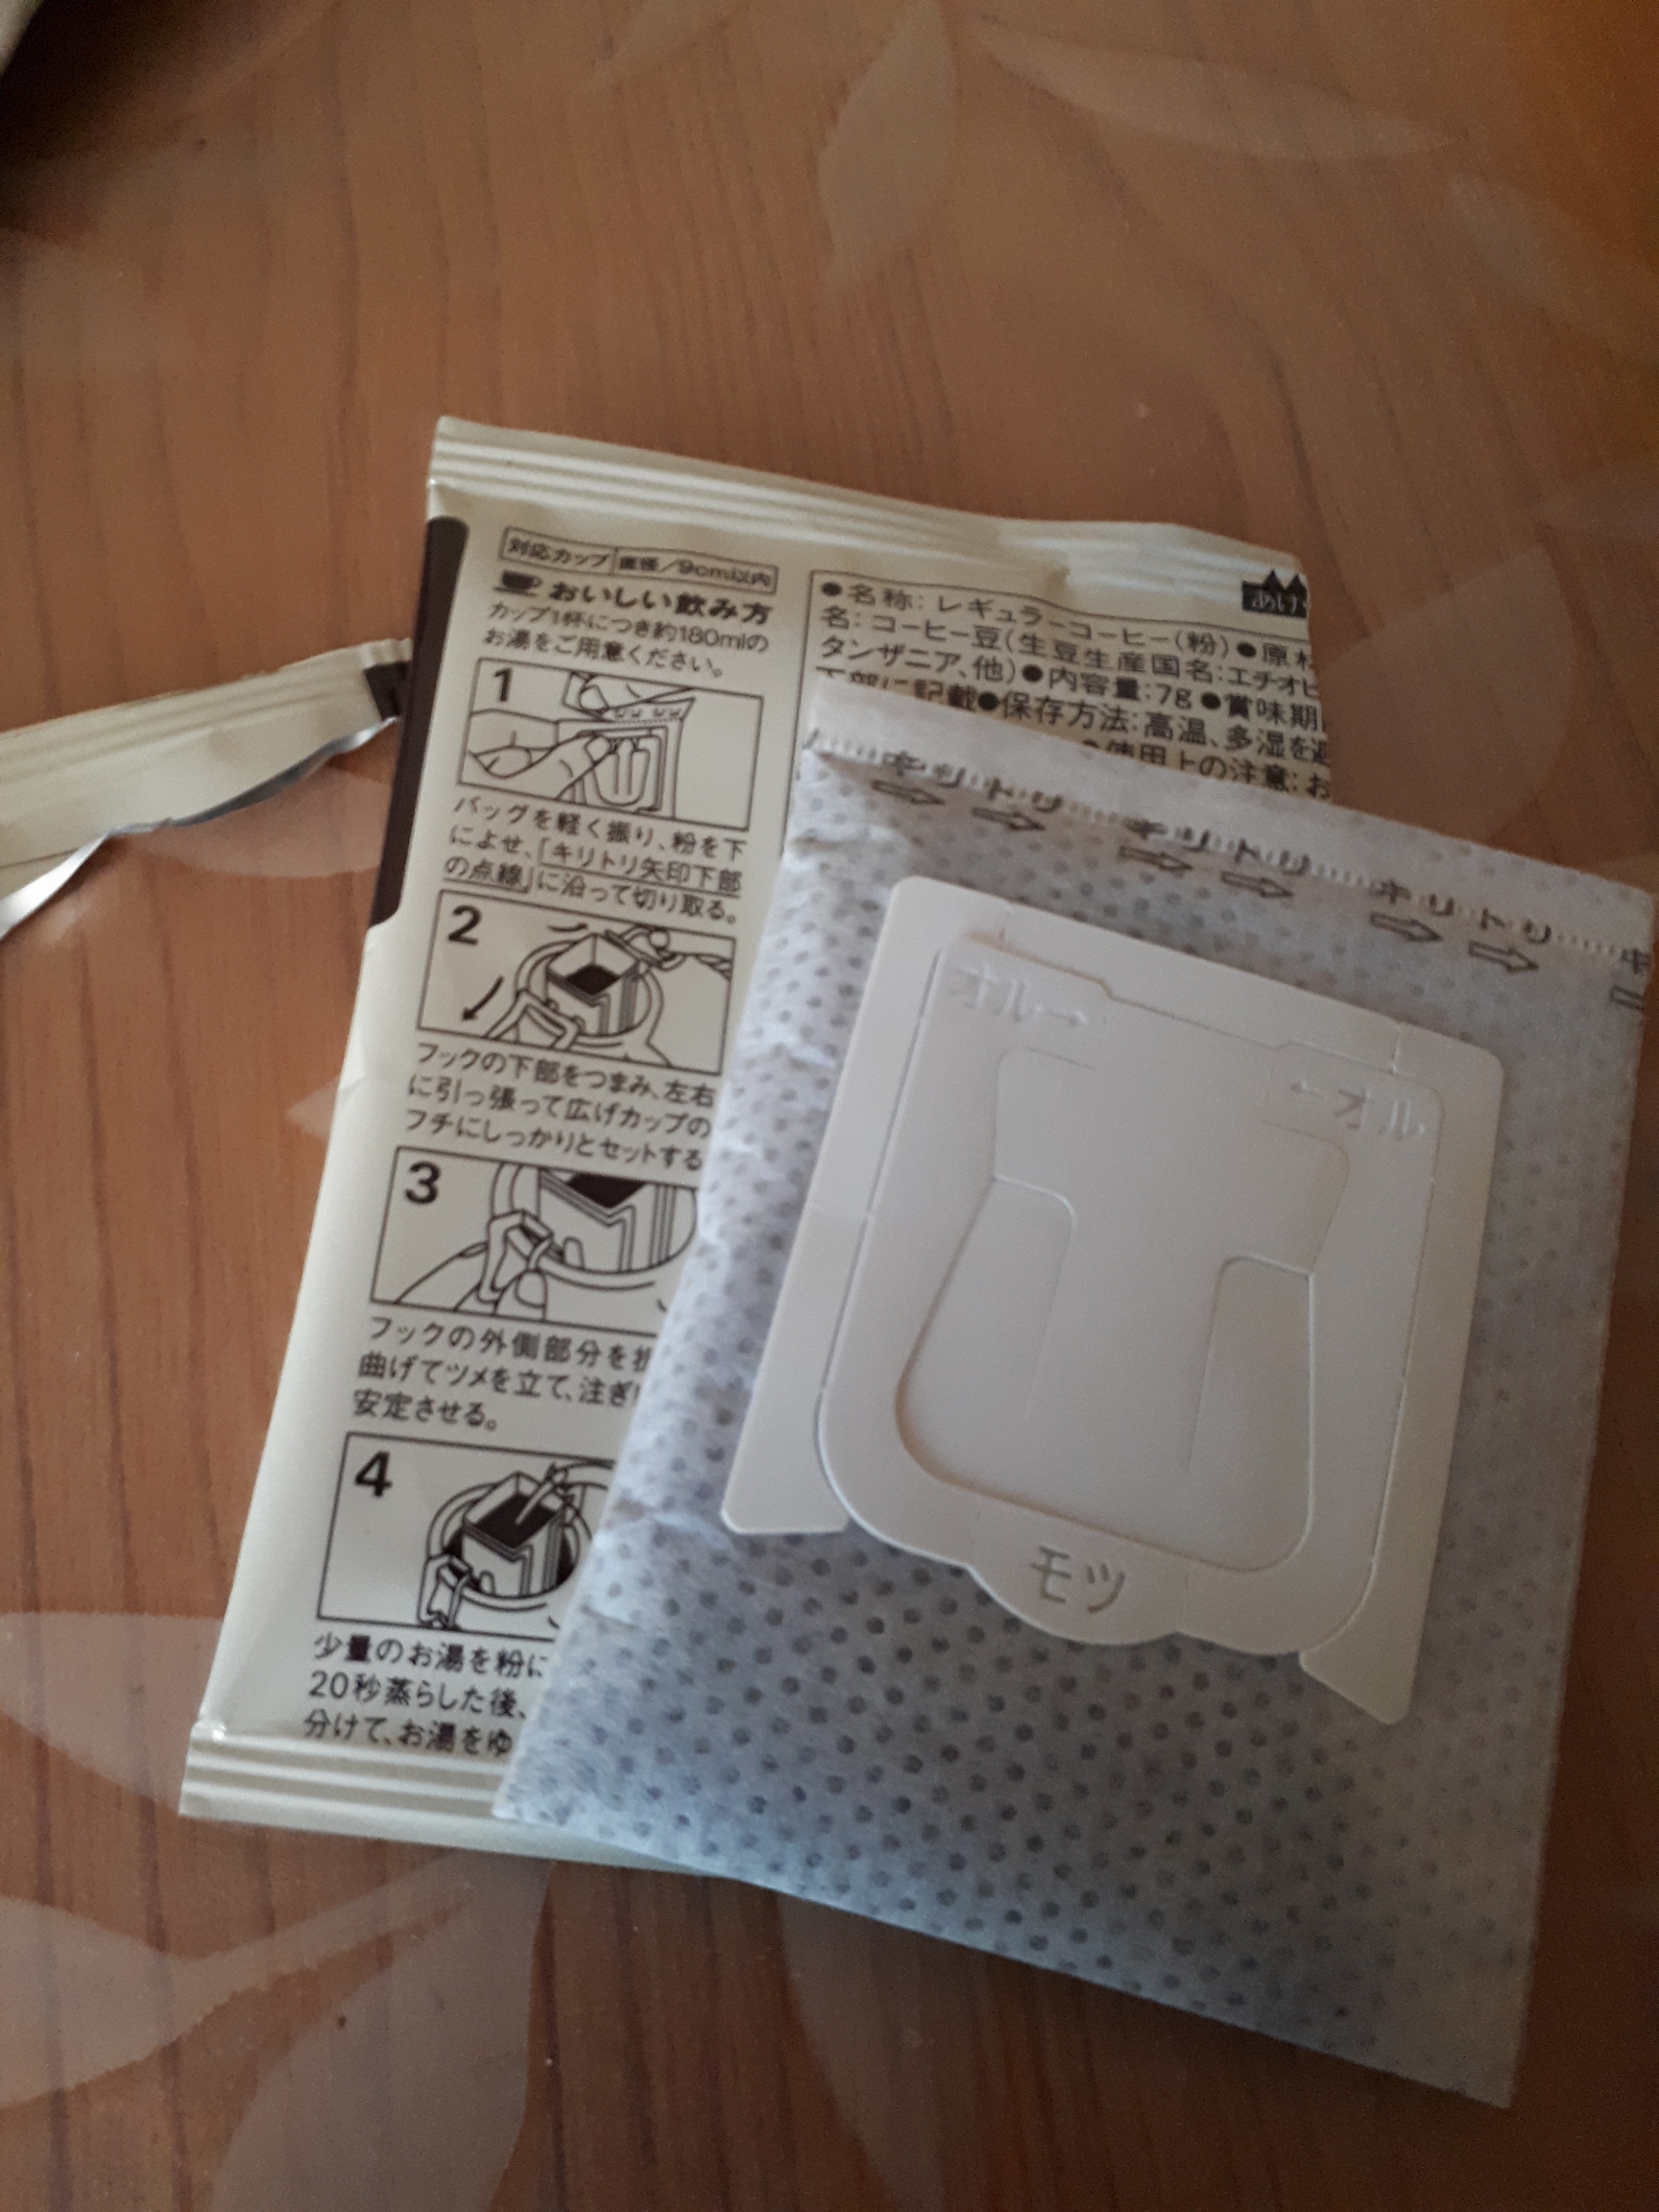 対応カップ 直径/9cm以内
おいしい飲み方
カップ1杯につき約180mlの
お湯をご用意ください。
1
バッグを軽く振り、粉を下
によせ、「キリトリ矢印下部
の点線」に沿って切り取る。
2
フックの下部をつまみ、左右
に引っ張って広げカップの
フチにしっかりとセットする
3
フックの外側部分を折
曲げてツメを立て、注ぎ
安定させる。
4
少量のお湯を粉に
20秒蒸らした後、
分けて、お湯をゆ
あけ
●名称:レギュラーコーヒー(粉)●原材
名:コーヒー豆(生豆生産国名:エチオピ
タンザニア、他)●内容量:7g●賞味期
下部に記載●保存方法:高温、多湿を避
●使用上の注意:お
キリトリ キリトリ キリトリ キ
オル→
←オル
モツ